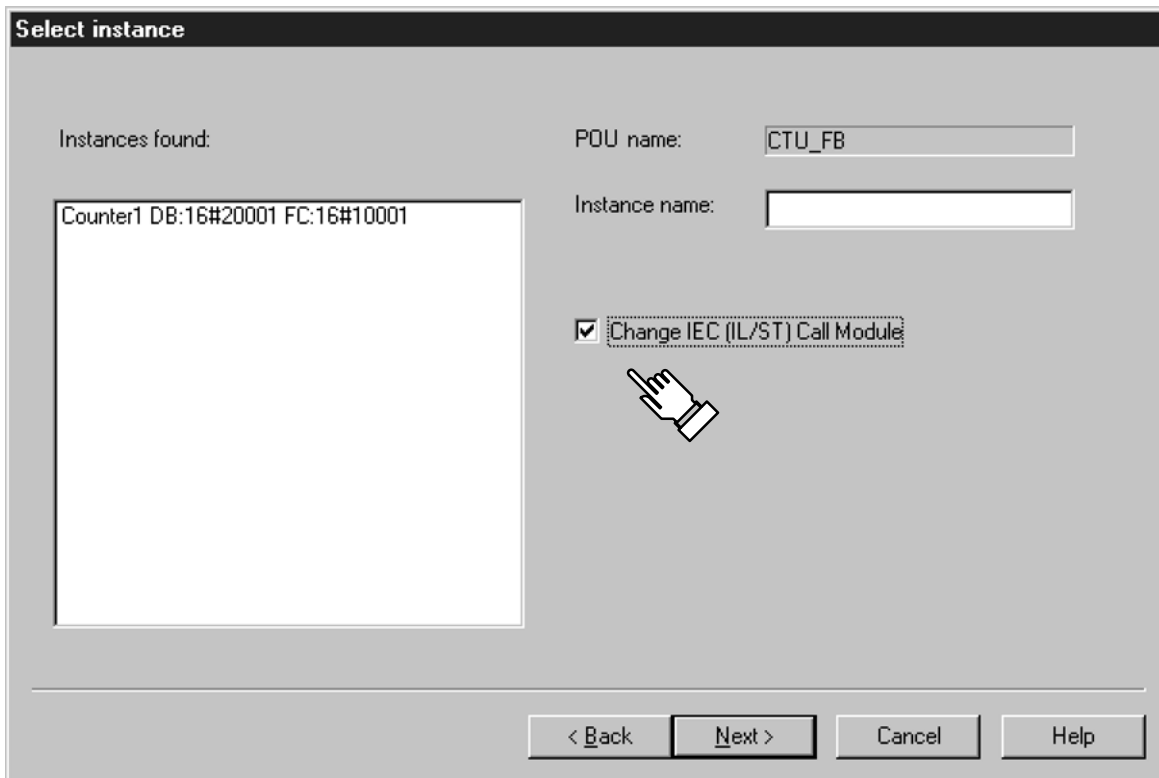 Select instance
Instances found:
Counter1 DB:16#20001 FC:16#10001
POU name:
CTU_FB
Instance name:
Change IEC (IL/ST) Call Module
< Back
Next >
Cancel
Help